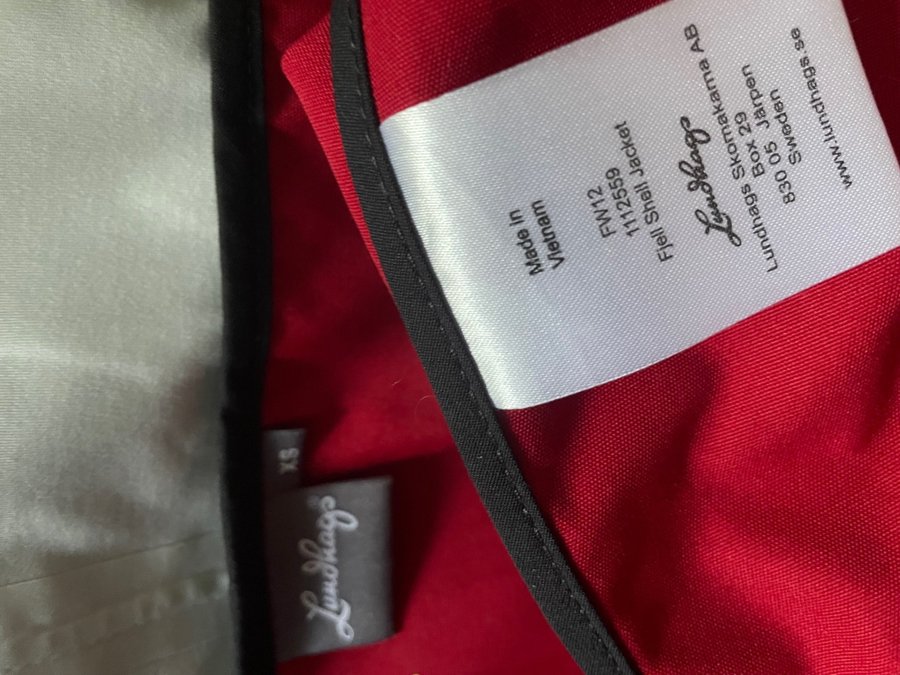 Made in
Vietnam
FW12
1112559
Fjell Shell Jacket
Lundhags
Lundhags Skomakarna AB
Box 29
830 05 Järpen
Sweden
www.lundhags.se
XS
Lundhags